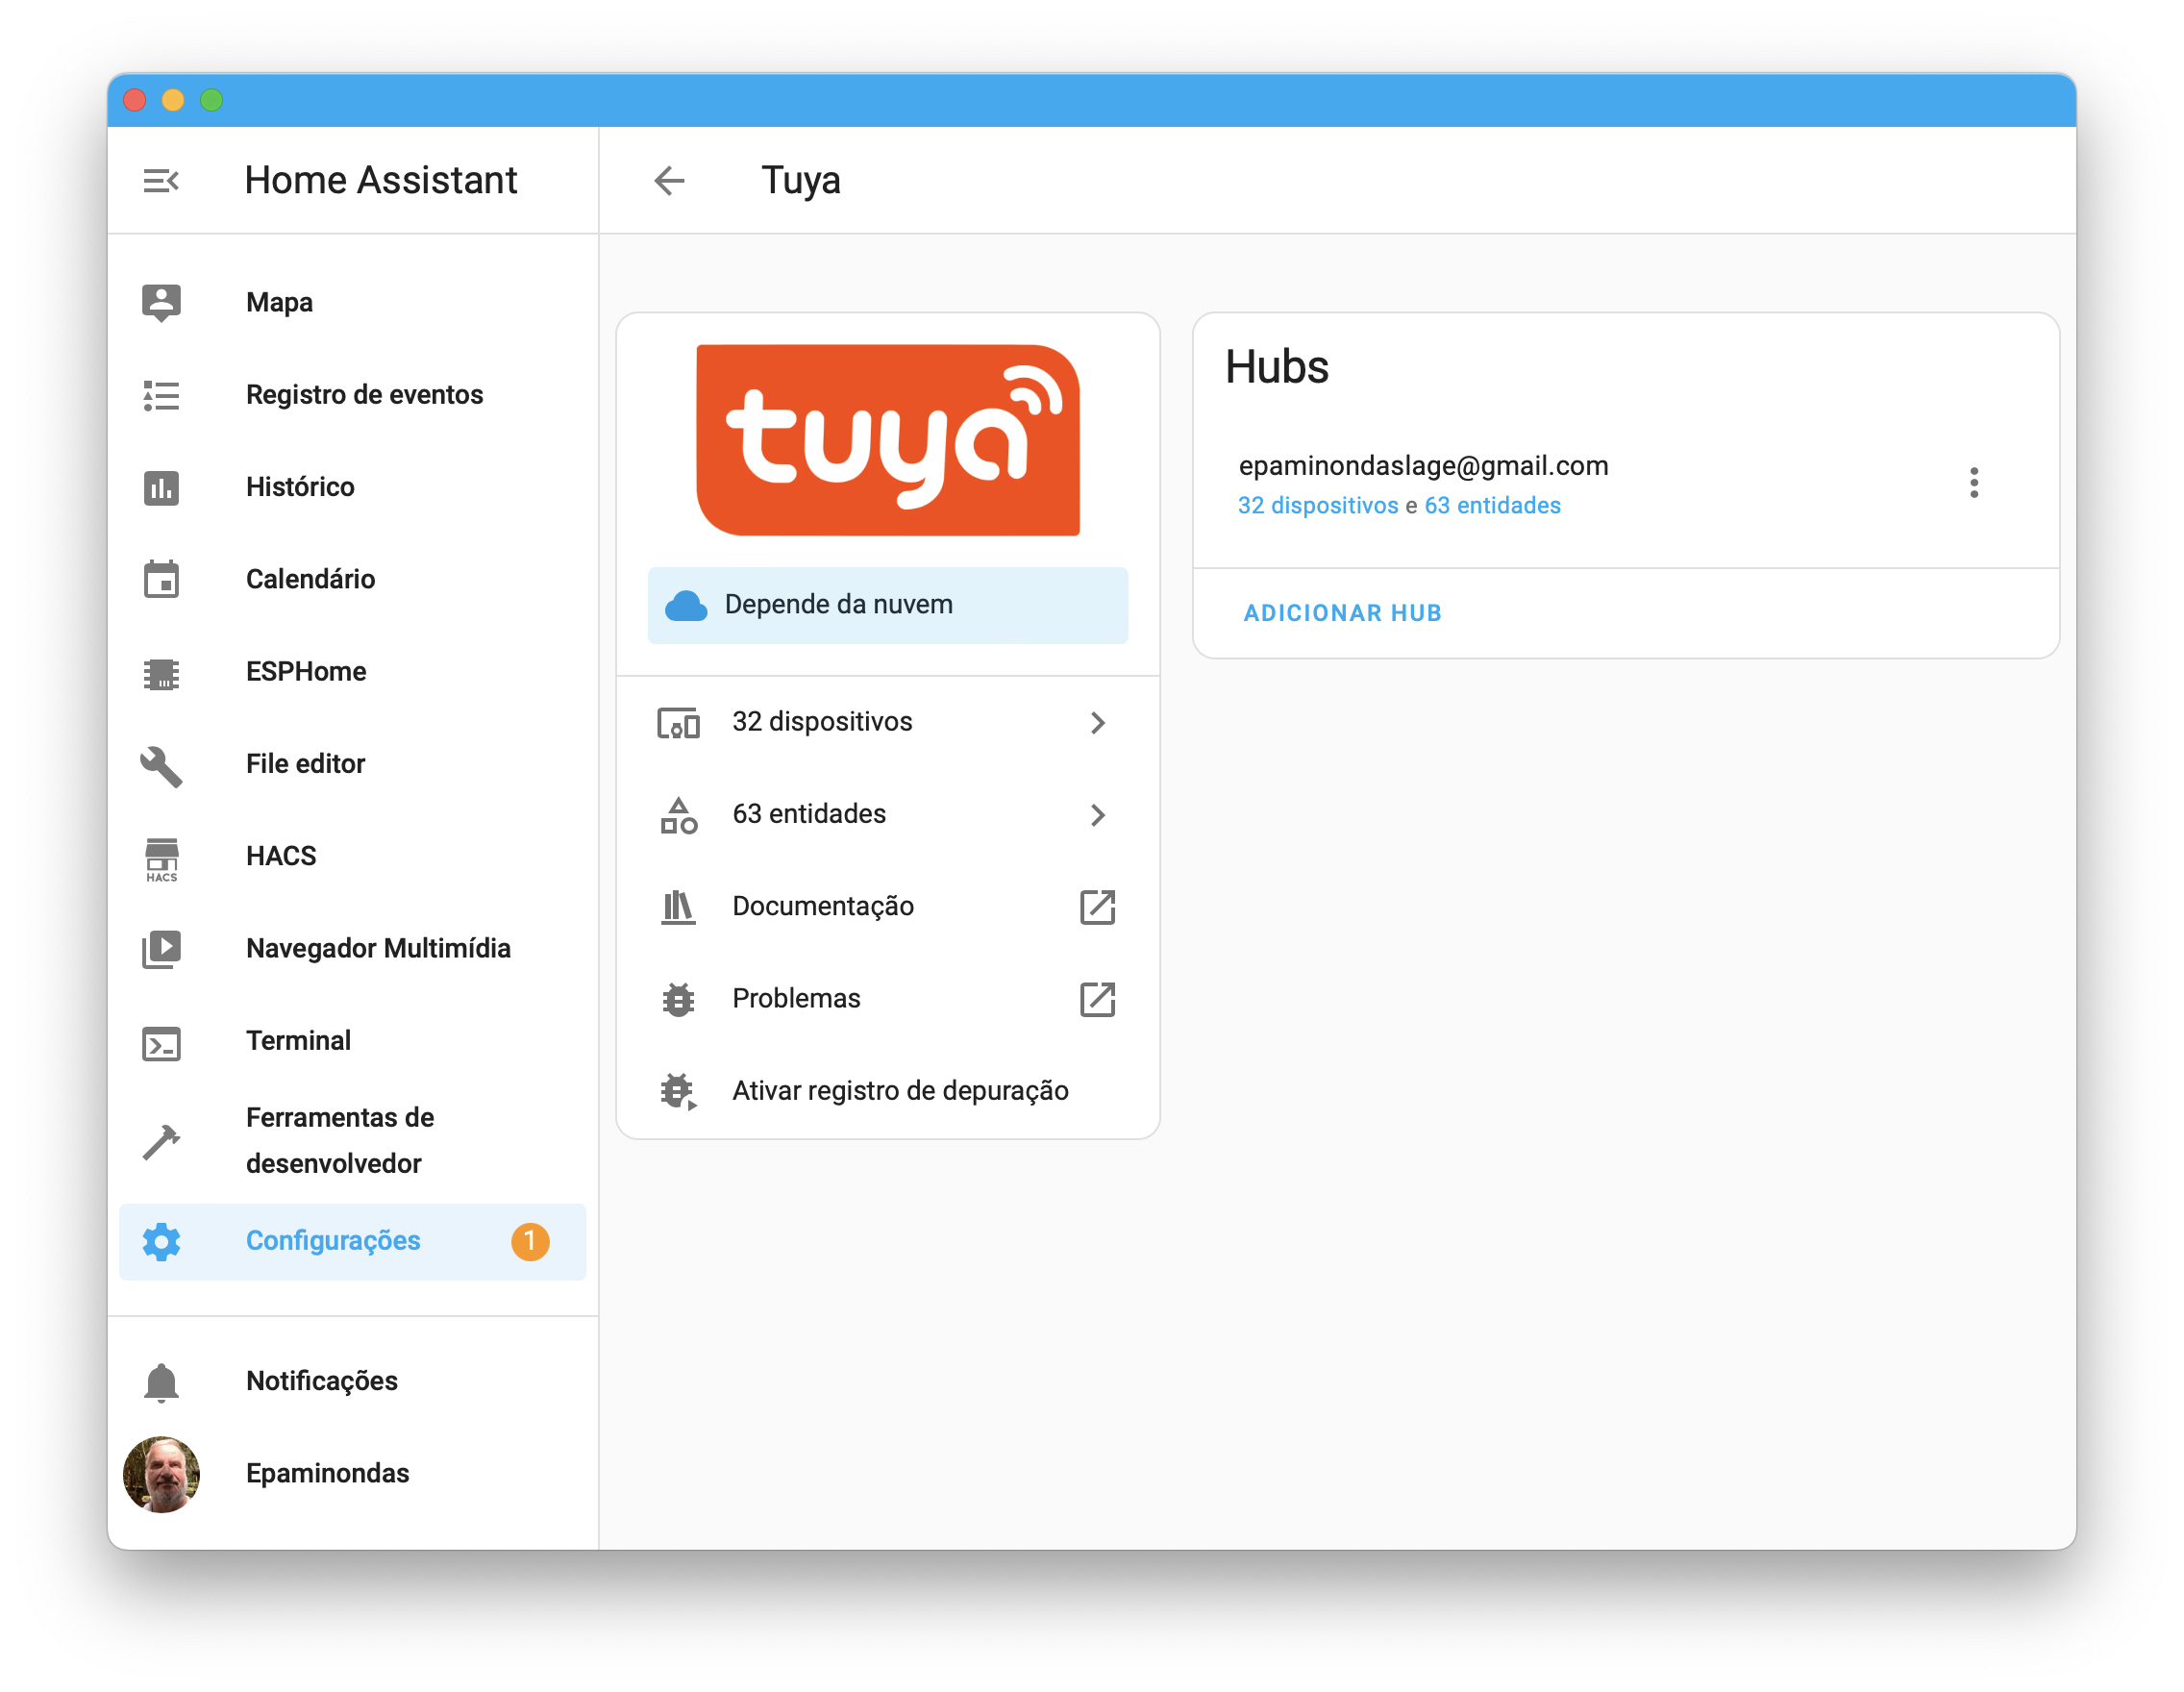 Home Assistant
Tuya
Mapa
Registro de eventos
Histórico
Calendário
ESPHome
File editor
HACS
HACS
Navegador Multimídia
Terminal
Ferramentas de
desenvolvedor
Configurações
1
Notificações
Epaminondas
tuya
Depende da nuvem
32 dispositivos
63 entidades
Documentação
Problemas
Ativar registro de depuração
Hubs
epaminondaslage@gmail.com
32 dispositivos e 63 entidades
ADICIONAR HUB